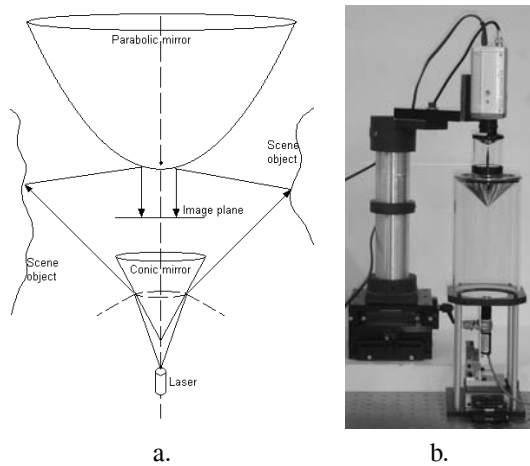 Parabolic mirror
Scene
object
Image plane
Scene
object
Conic mirror
Laser
a.
b.